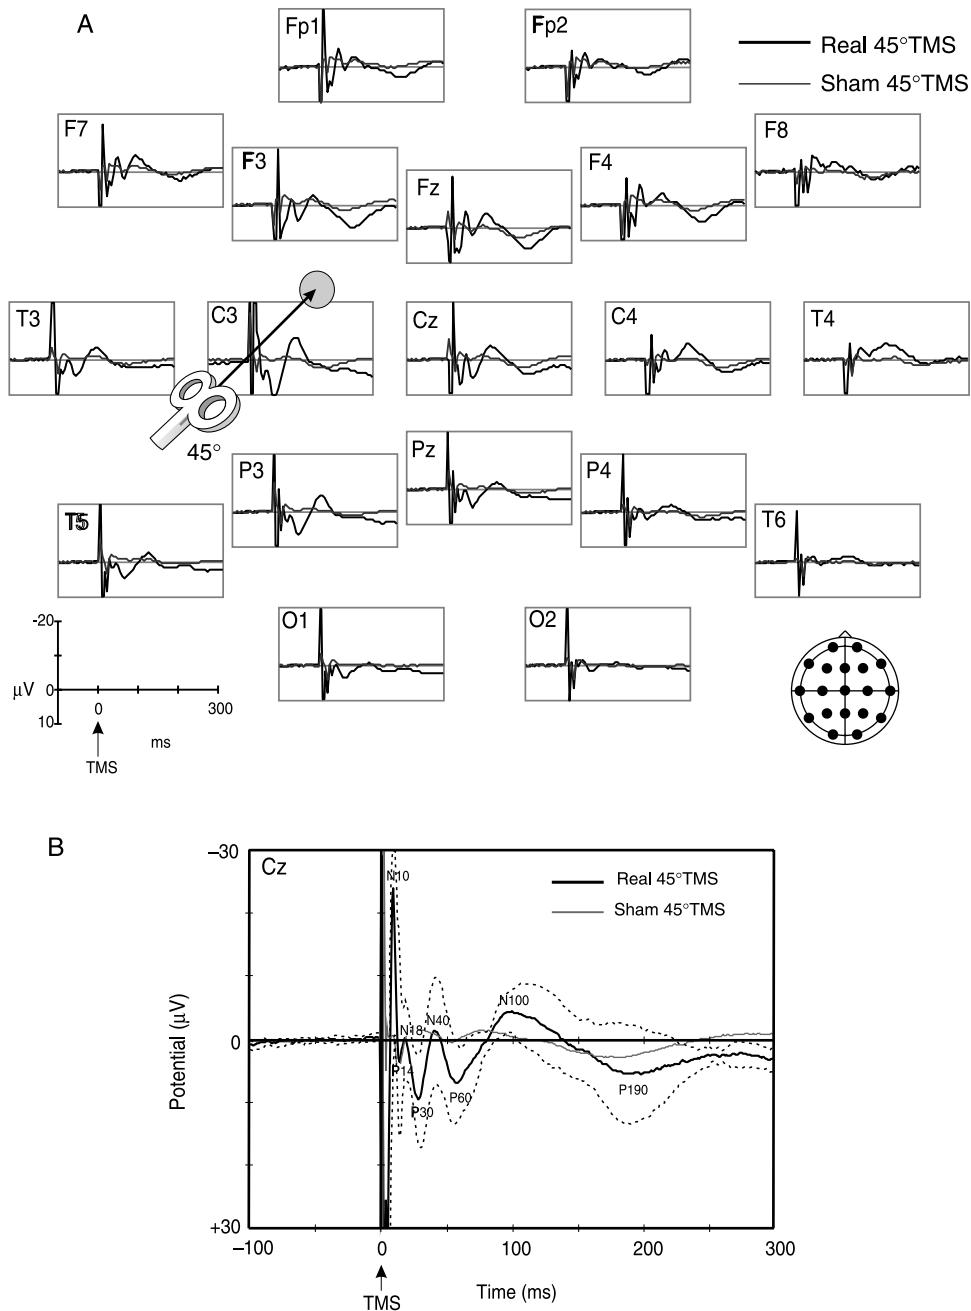 A
Fp1
Fp2
Real 45°TMS
Sham 45°TMS
F7
F3
Fz
F4
F8
T3
C3
Cz
C4
T4
45°
T5
P3
Pz
P4
T6
O1
O2
-20
μV 0
10
0
300
ms
TMS
B
−30
Cz
Real 45°TMS
Sham 45°TMS
N10
N18
N40
N100
P14
P30
P60
P190
Potential (μV)
0
+30
−100
0
100
200
300
Time (ms)
TMS